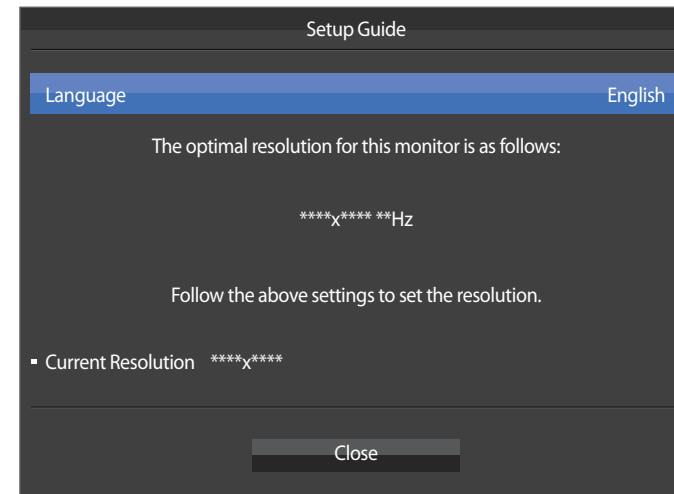 Setup Guide
Language English
The optimal resolution for this monitor is as follows:
****x**** **Hz
Follow the above settings to set the resolution.
Current Resolution ****x****
Close